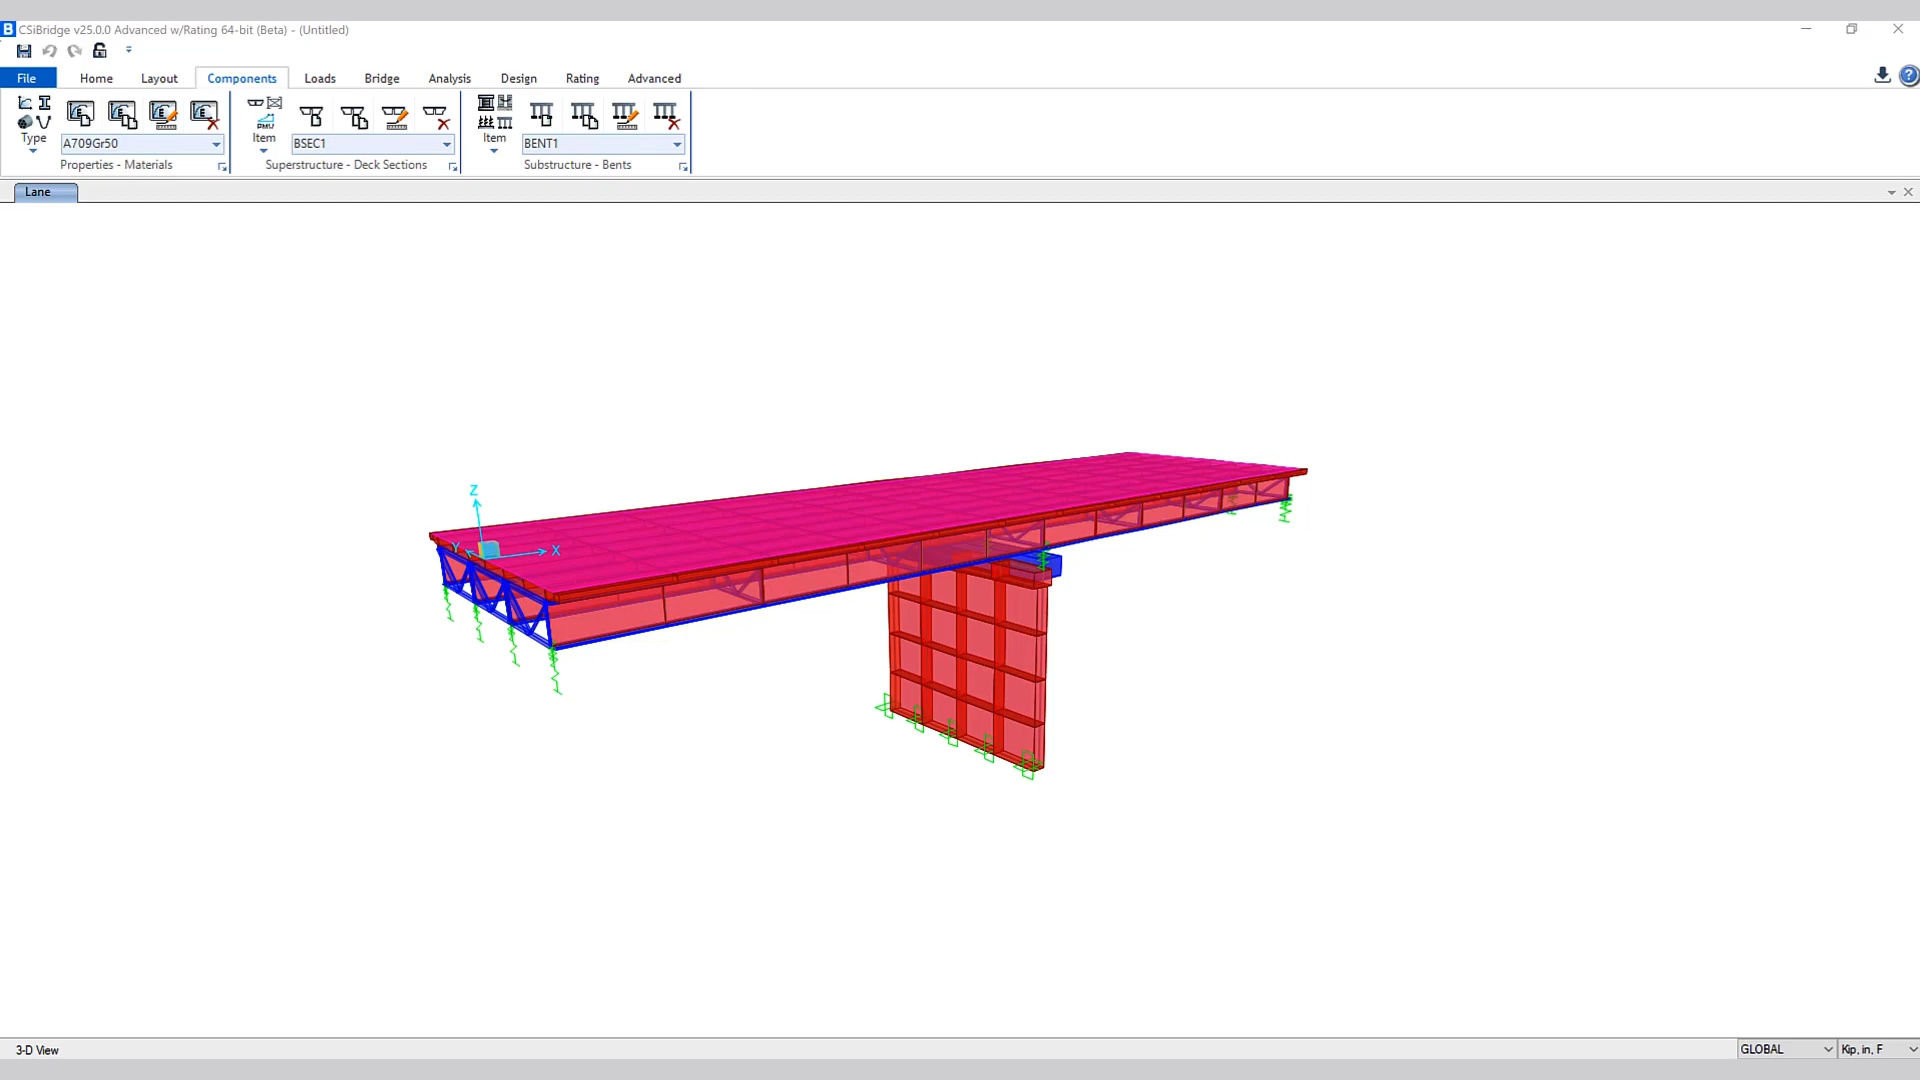 B CSiBridge v25.0.0 Advanced w/Rating 64-bit (Beta) - (Untitled)
File Home Layout Components Loads Bridge Analysis Design Rating Advanced
Type
A709Gr50
Properties - Materials
Item
BSEC1
Superstructure - Deck Sections
Item
BENT1
Substructure - Bents
Lane
Z
Y
X
3-D View
GLOBAL
Kip, in, F